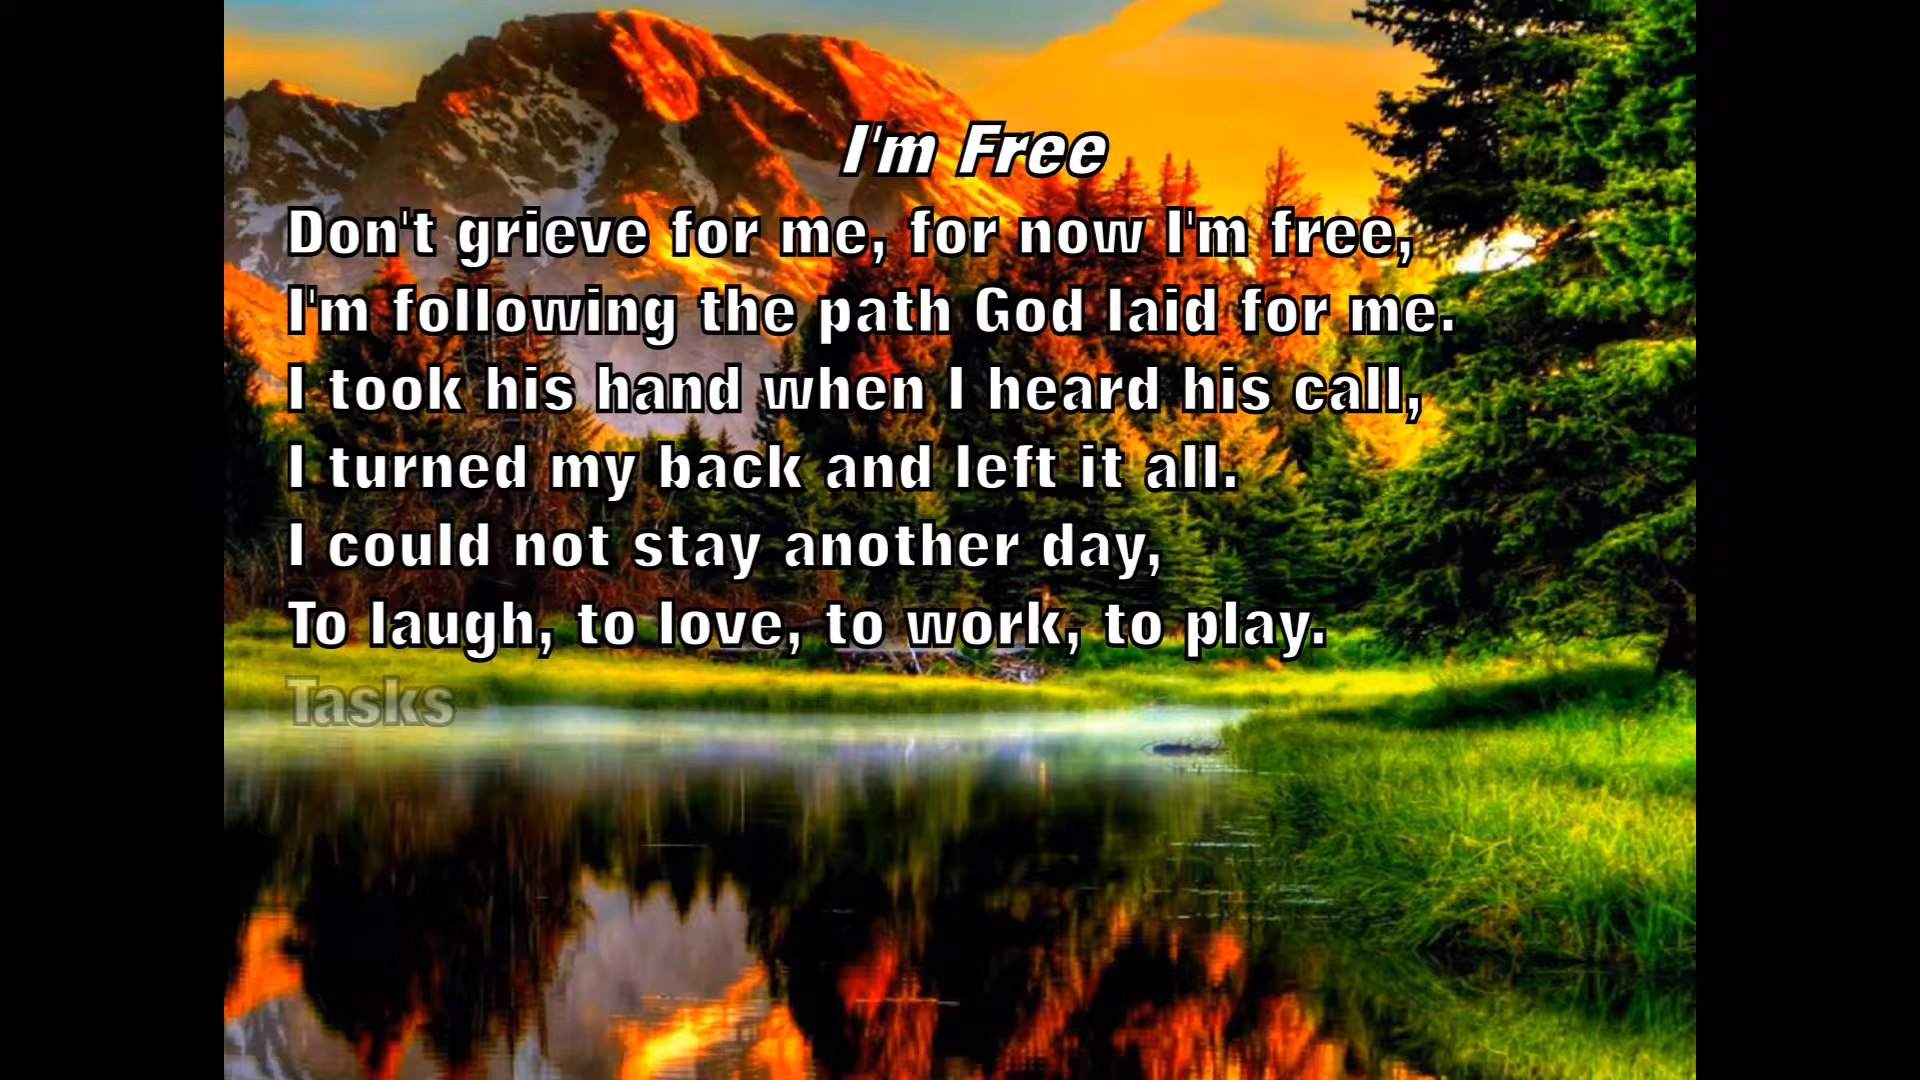 I'm Free
Don't grieve for me, for now I'm free,
I'm following the path God laid for me.
I took his hand when I heard his call,
I turned my back and left it all.
I could not stay another day,
To laugh, to love, to work, to play.
Tasks